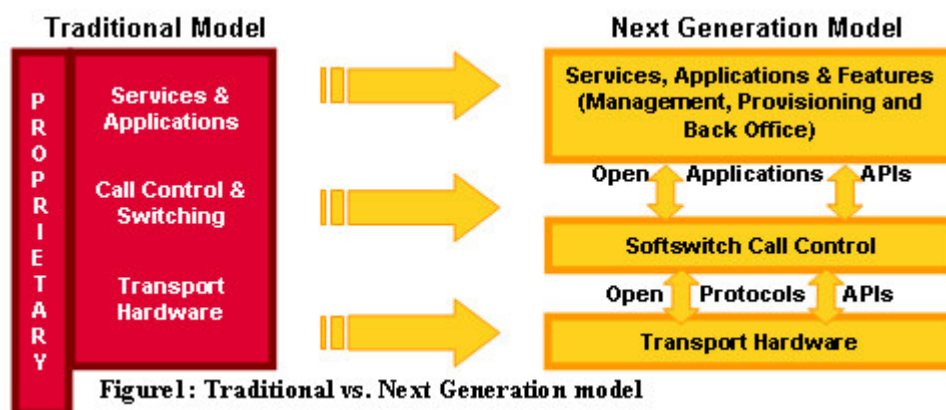 Traditional Model
PROPRIETARY
Services &
Applications
Call Control &
Switching
Transport
Hardware
Next Generation Model
Services, Applications & Features
(Management, Provisioning and
Back Office)
Open Applications APIs
Softswitch Call Control
Open Protocols APIs
Transport Hardware
Figure1: Traditional vs. Next Generation model